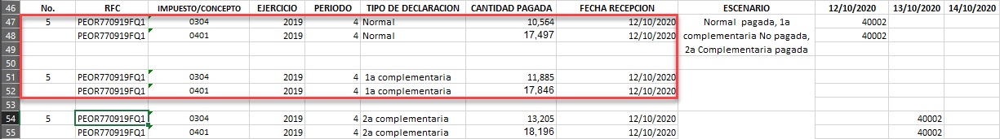 46 No. RFC IMPUESTO/CONCEPTO EJERCICIO PERIODO TIPO DE DECLARACION CANTIDAD PAGADA FECHA RECEPCION ESCENARIO 12/10/2020 13/10/2020 14/10/2020
47 5 PEOR770919FQ1 0304 2019 4 Normal 10,564 12/10/2020 Normal pagada, 1a 40002
48 PEOR770919FQ1 0401 2019 4 Normal 17,497 12/10/2020 complementaria No pagada, 40002
49 2a Complementaria pagada
50
51 5 PEOR770919FQ1 0304 2019 4 1a complementaria 11,885 12/10/2020
52 PEOR770919FQ1 0401 2019 4 1a complementaria 17,846 12/10/2020
53
54 5 PEOR770919FQ1 0304 2019 4 2a complementaria 13,205 12/10/2020 40002
55 PEOR770919FQ1 0401 2019 4 2a complementaria 18,196 12/10/2020 40002